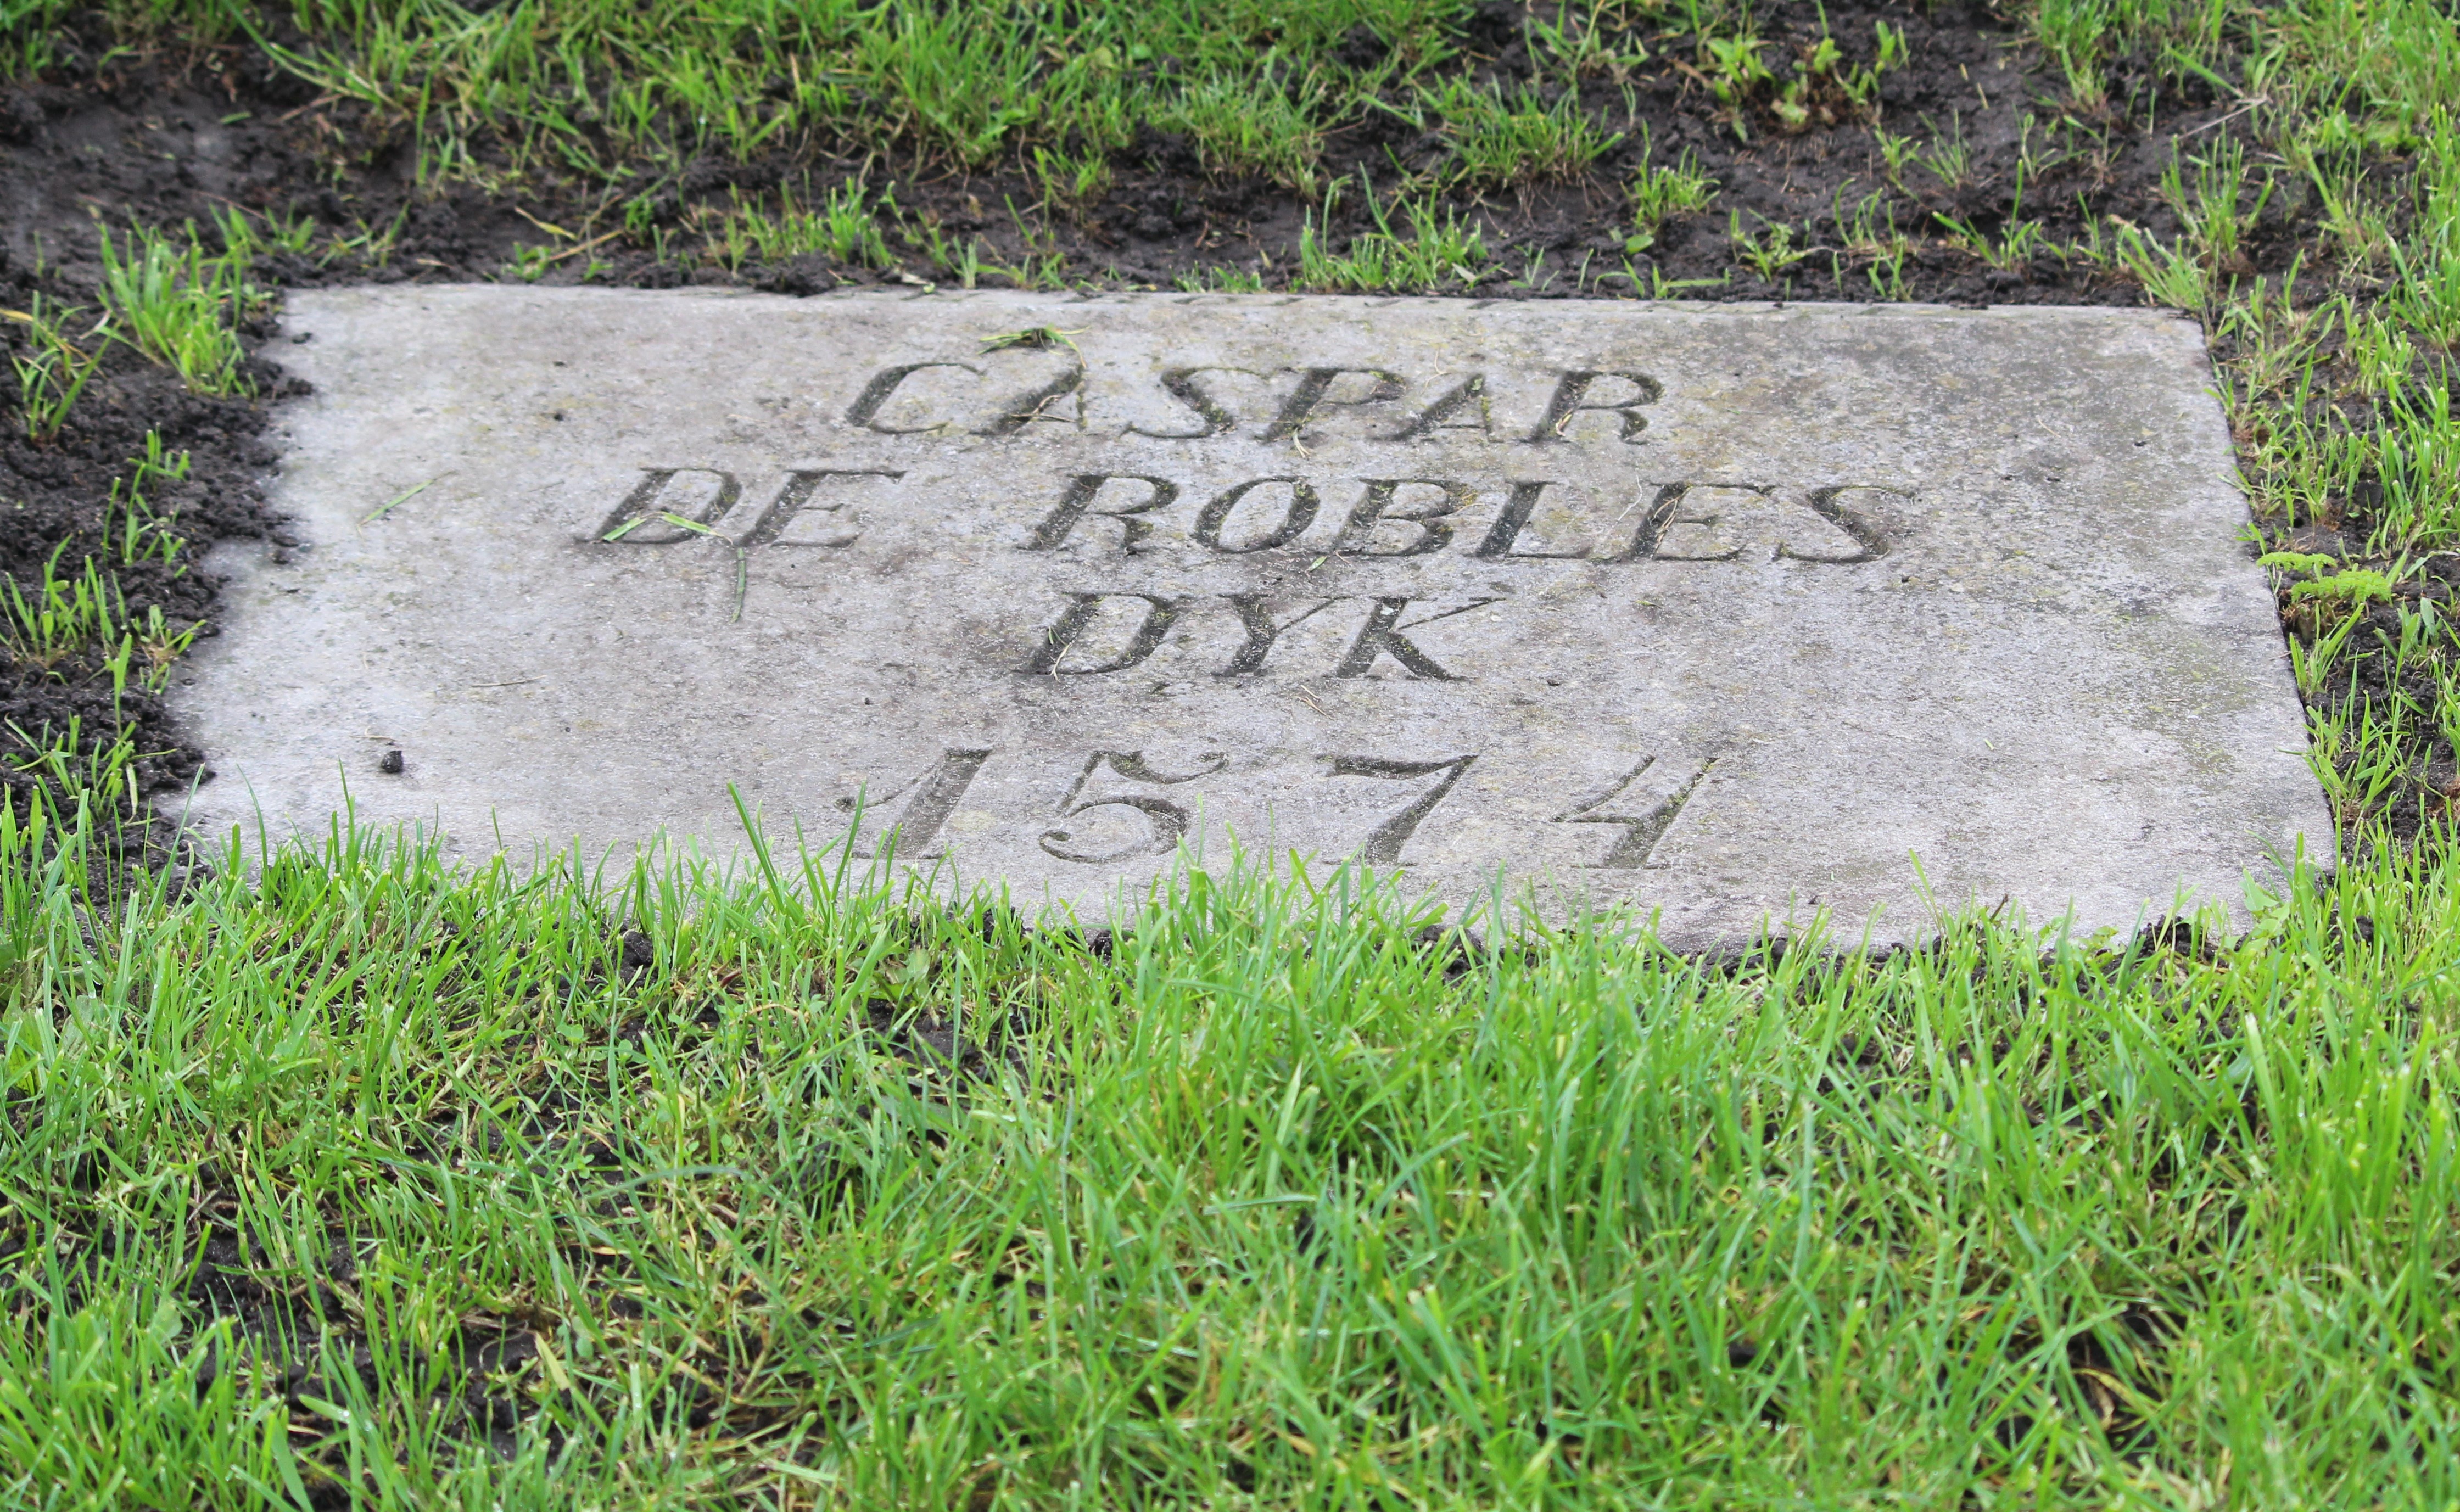 CASPAR
DE ROBLES
DYK
1574